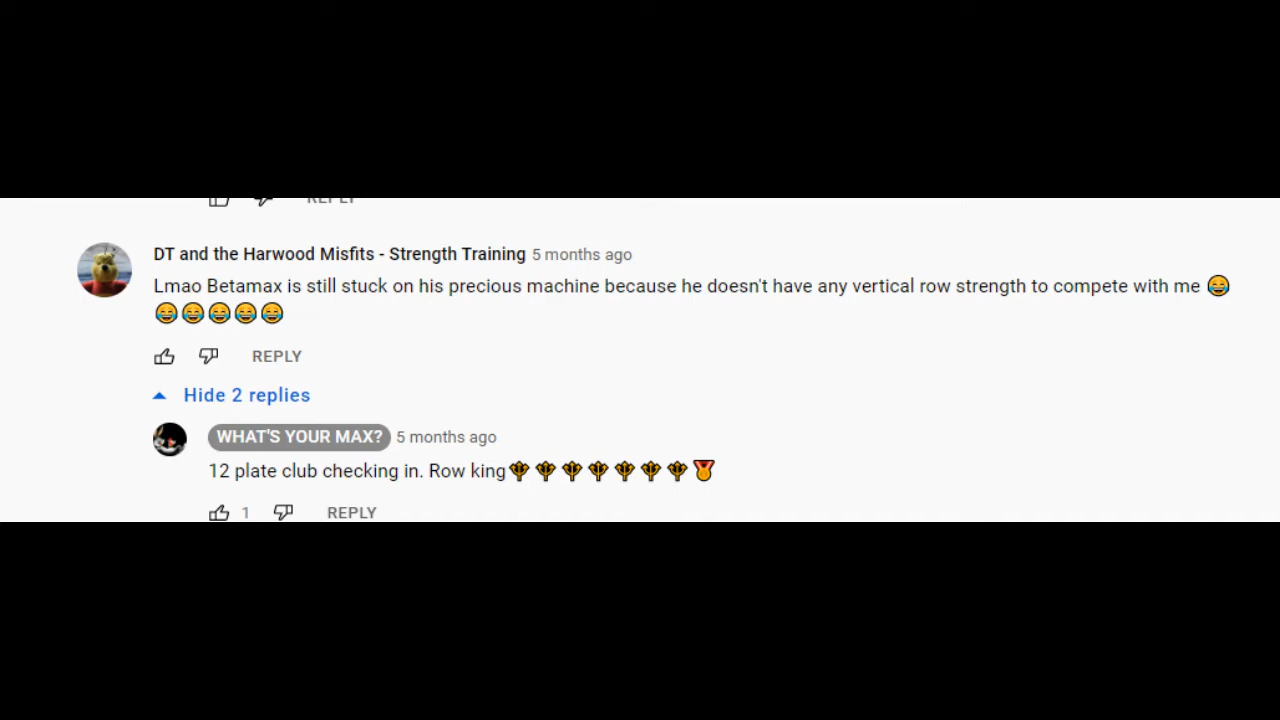 REPLY
DT and the Harwood Misfits - Strength Training 5 months ago
Lmao Betamax is still stuck on his precious machine because he doesn't have any vertical row strength to compete with me 😂
😂😂😂😂😂
REPLY
Hide 2 replies
WHAT'S YOUR MAX? 5 months ago
12 plate club checking in. Row king🔱🔱🔱🔱🔱🔱🔱🏅
1 REPLY